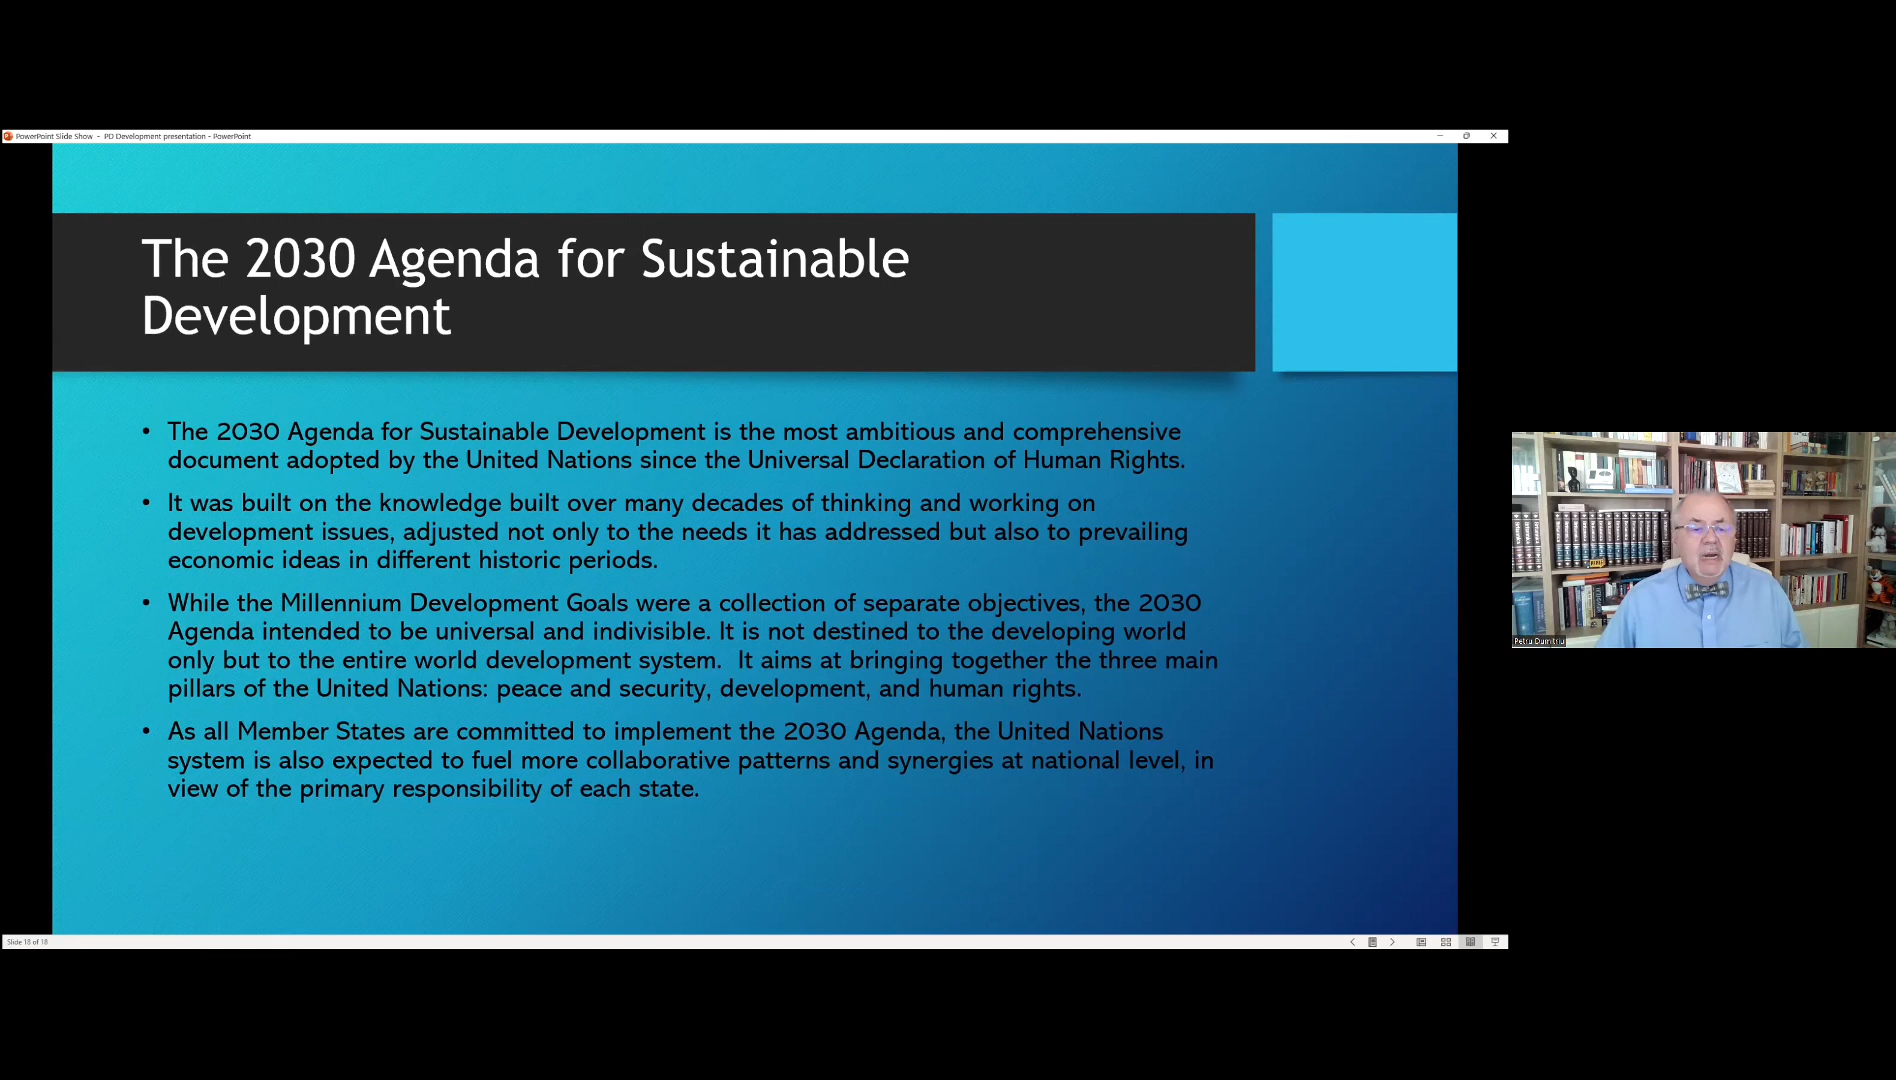 PowerPoint Slide Show - PD Development presentation - PowerPoint
The 2030 Agenda for Sustainable
Development
• The 2030 Agenda for Sustainable Development is the most ambitious and comprehensive
document adopted by the United Nations since the Universal Declaration of Human Rights.
• It was built on the knowledge built over many decades of thinking and working on
development issues, adjusted not only to the needs it has addressed but also to prevailing
economic ideas in different historic periods.
• While the Millennium Development Goals were a collection of separate objectives, the 2030
Agenda intended to be universal and indivisible. It is not destined to the developing world
only but to the entire world development system.  It aims at bringing together the three main
pillars of the United Nations: peace and security, development, and human rights.
• As all Member States are committed to implement the 2030 Agenda, the United Nations
system is also expected to fuel more collaborative patterns and synergies at national level, in
view of the primary responsibility of each state.
Slide 18 of 18
Petru Dumitriu